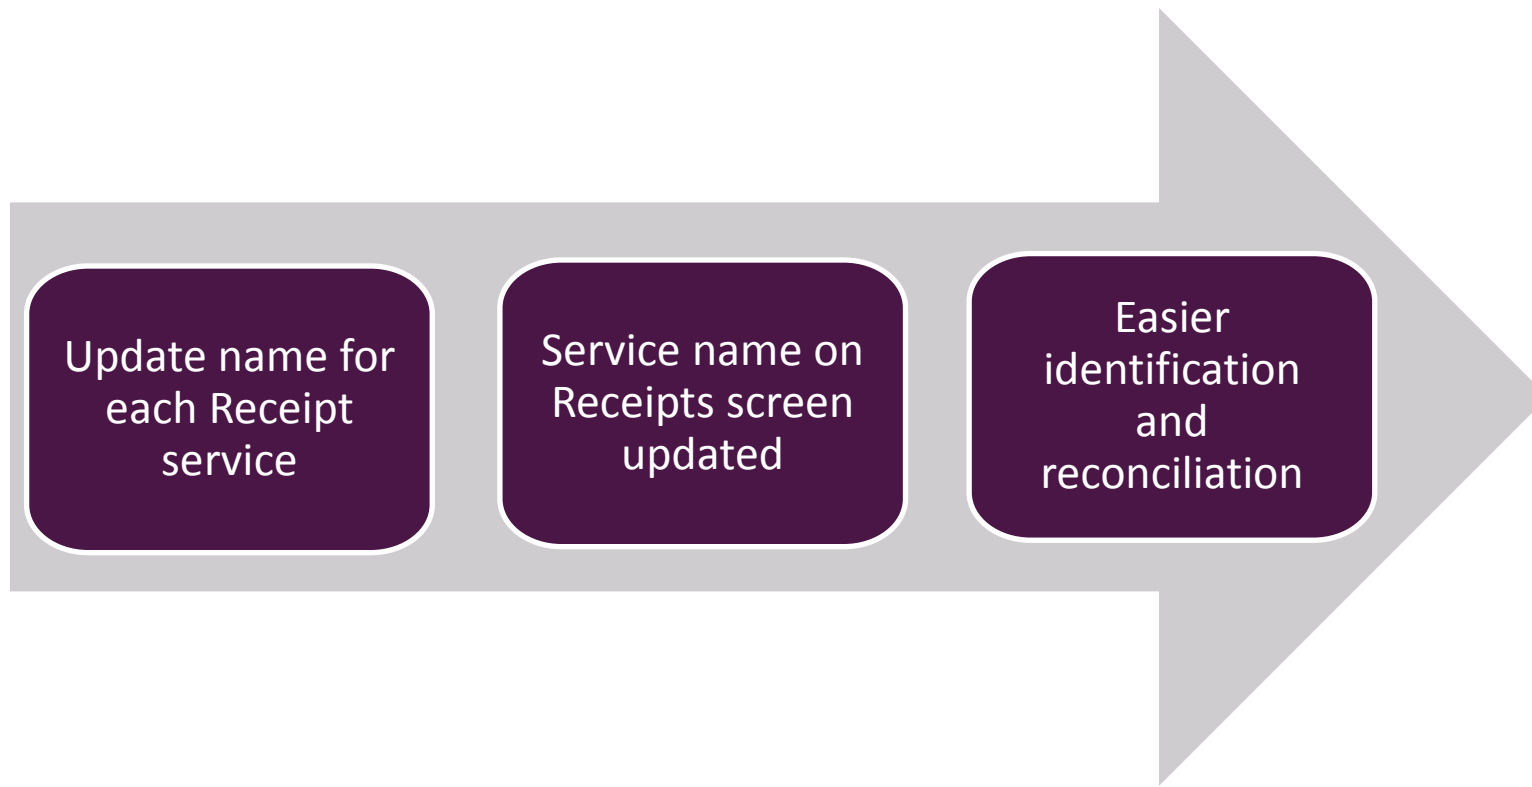 Update name for
each Receipt
service
Service name on
Receipts screen
updated
Easier
identification
and
reconciliation